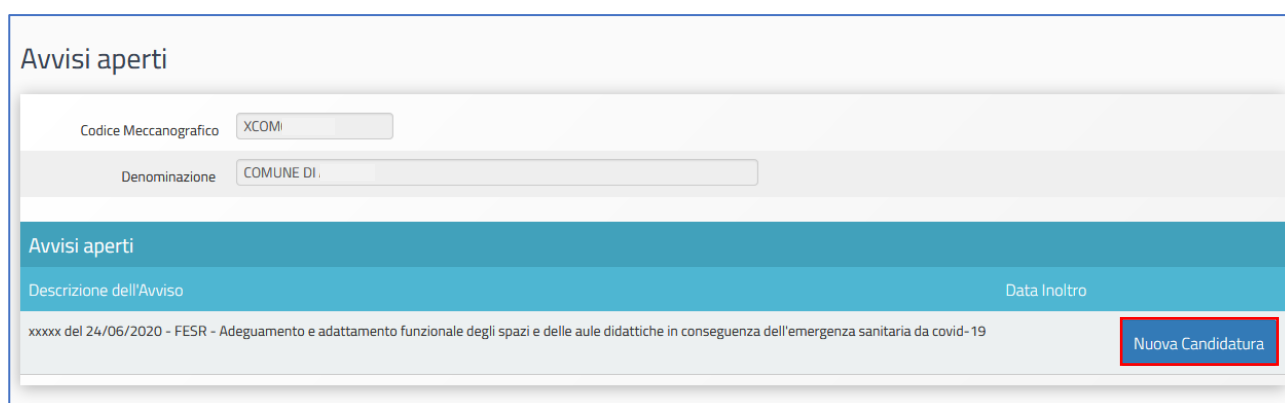 Avvisi aperti
Codice Meccanografico XCOM
Denominazione COMUNE DI
Avvisi aperti
Descrizione dell'Avviso Data Inoltro
xxxxx del 24/06/2020 - FESR - Adeguamento e adattamento funzionale degli spazi e delle aule didattiche in conseguenza dell'emergenza sanitaria da covid-19
Nuova Candidatura